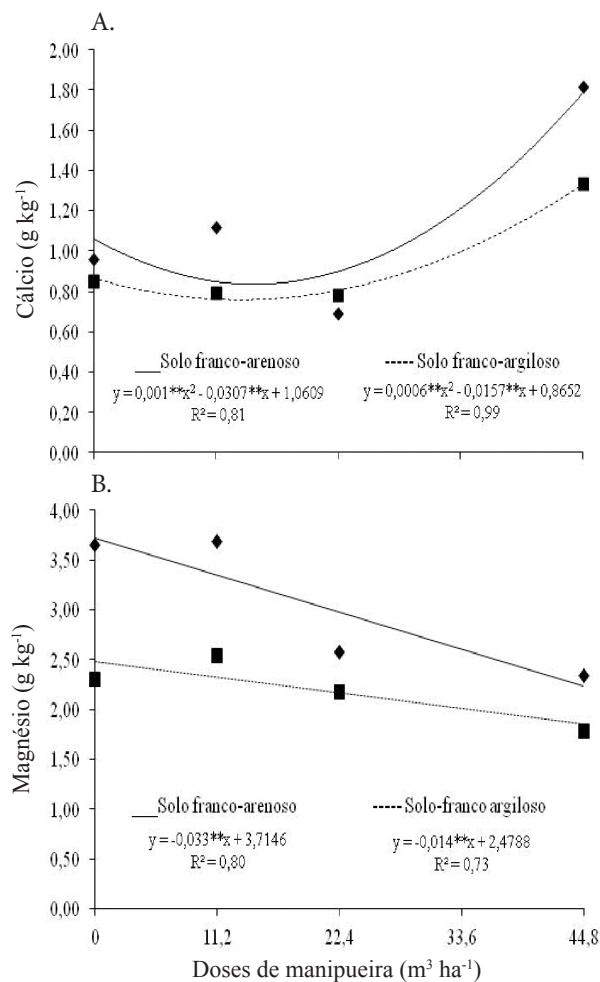 A.
2,00
1,80
1,60
1,40
1,20
1,00
0,80
0,60
0,40
0,20
0,00
Cálcio (g kg-1)
Solo franco-arenoso
y = 0,001**x² - 0,0307**x + 1,0609
R² = 0,81
Solo franco-argiloso
y = 0,0006**x² - 0,0157**x + 0,8652
R² = 0,99
B.
4,00
3,50
3,00
2,50
2,00
1,50
1,00
0,50
0,00
Magnésio (g kg-1)
Solo franco-arenoso
y = -0,033**x + 3,7146
R² = 0,80
Solo-franco argiloso
y = -0,014**x + 2,4788
R² = 0,73
0 11,2 22,4 33,6 44,8
Doses de manipueira (m³ ha-1)